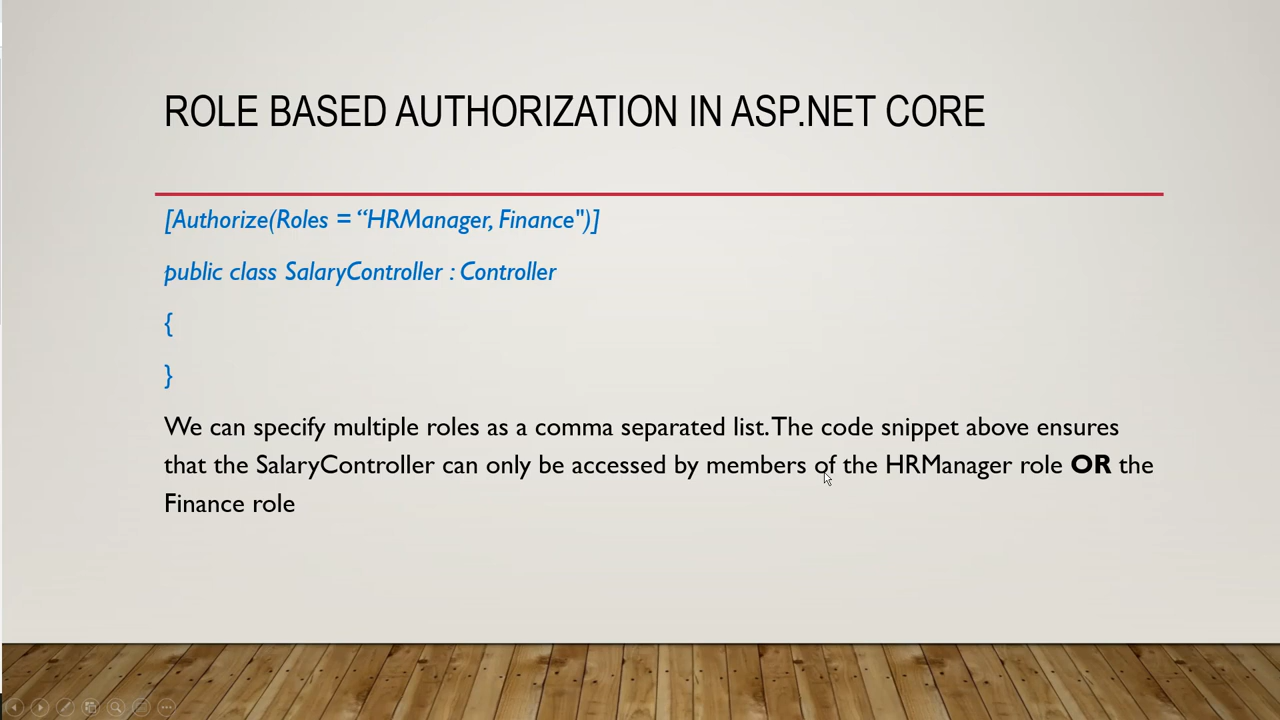 ROLE BASED AUTHORIZATION IN ASP.NET CORE
[Authorize(Roles = “HRManager, Finance")]
public class SalaryController : Controller
{
}
We can specify multiple roles as a comma separated list. The code snippet above ensures
that the SalaryController can only be accessed by members of the HRManager role OR the
Finance role